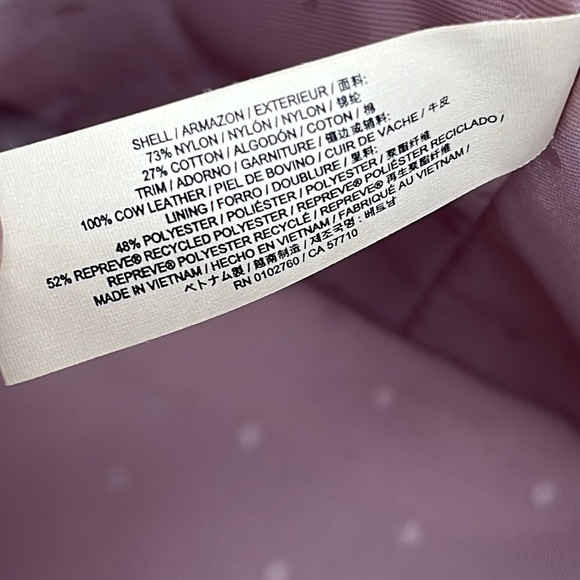 SHELL / ARMAZON / EXTERIEUR / 面料:
73% NYLON / NYLÓN / NYLON / 锦纶
27% COTTON / ALGODÓN / COTON / 棉
TRIM / ADORNO / GARNITURE / 镶边或辅料:
100% COW LEATHER / PIEL DE BOVINO / CUIR DE VACHE / 牛皮
LINING / FORRO / DOUBLURE / 里料:
48% POLYESTER / POLIÉSTER / POLYESTER / 聚酯纤维
52% REPREVE® RECYCLED POLYESTER / REPREVE® POLIÉSTER RECICLADO /
REPREVE® POLYESTER RECYCLÉ / REPREVE® 再生聚酯纤维
MADE IN VIETNAM / HECHO EN VIETNAM / FABRIQUÉ AU VIETNAM /
ベトナム製 / 越南制造 / 제조국명 : 베트남
RN 0102760 / CA 57710